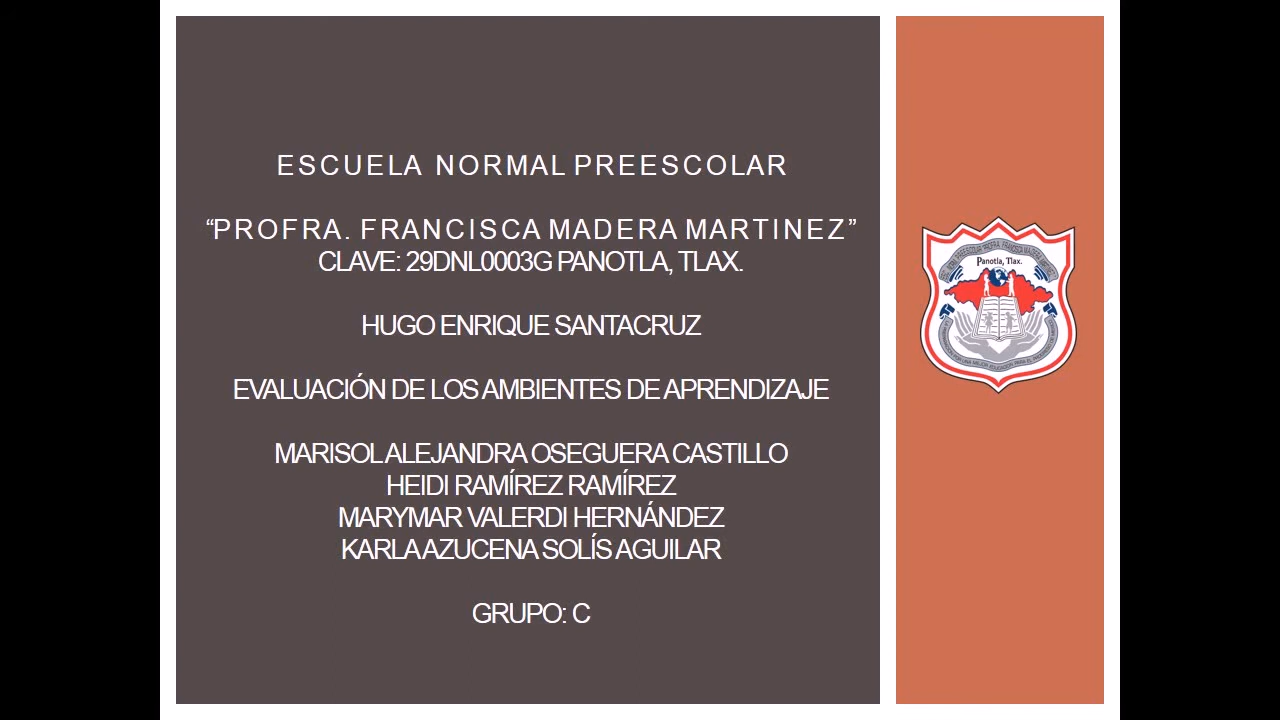 ESCUELA NORMAL PREESCOLAR
“PROFRA. FRANCISCA MADERA MARTINEZ”
CLAVE: 29DNL0003G PANOTLA, TLAX.
HUGO ENRIQUE SANTACRUZ
EVALUACIÓN DE LOS AMBIENTES DE APRENDIZAJE
MARISOL ALEJANDRA OSEGUERA CASTILLO
HEIDI RAMÍREZ RAMÍREZ
MARYMAR VALERDI HERNÁNDEZ
KARLA AZUCENA SOLÍS AGUILAR
GRUPO: C
Panotla, Tlax.